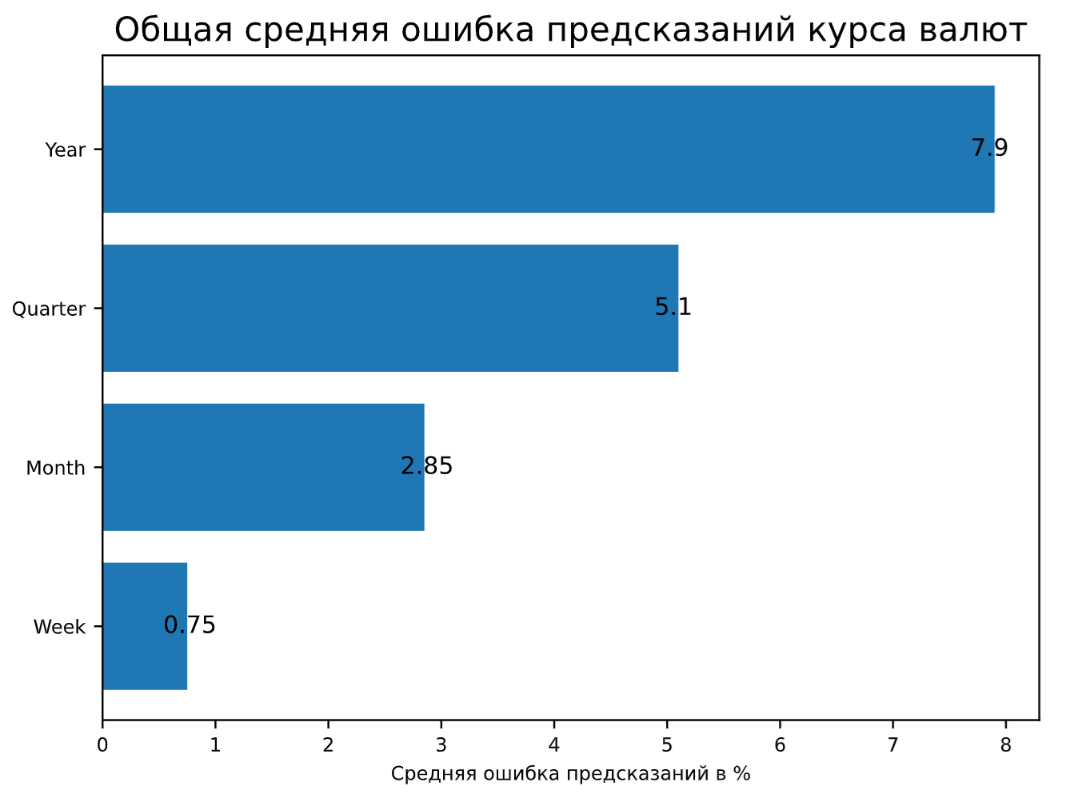 Общая средняя ошибка предсказаний курса валют
Year
7.9
Quarter
5.1
Month
2.85
Week
0.75
0 1 2 3 4 5 6 7 8
Средняя ошибка предсказаний в %